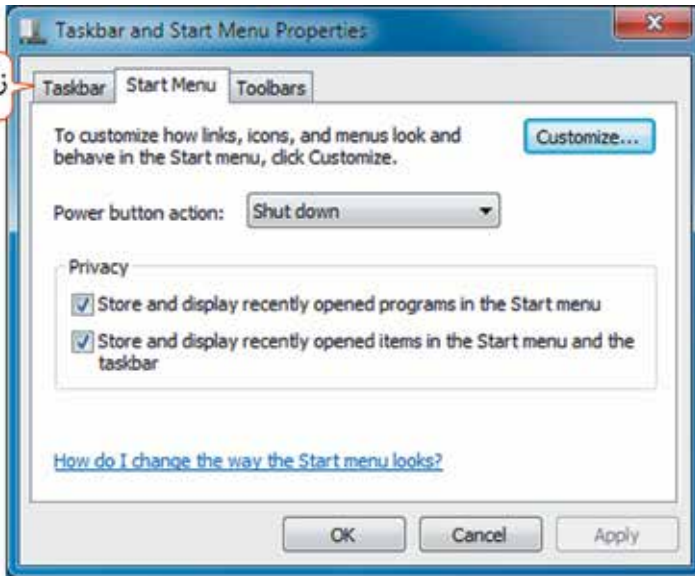 Taskbar and Start Menu Properties
Taskbar Start Menu Toolbars
To customize how links, icons, and menus look and
behave in the Start menu, click Customize.
Customize...
Power button action: Shut down
Privacy
Store and display recently opened programs in the Start menu
Store and display recently opened items in the Start menu and the
taskbar
How do I change the way the Start menu looks?
OK Cancel Apply